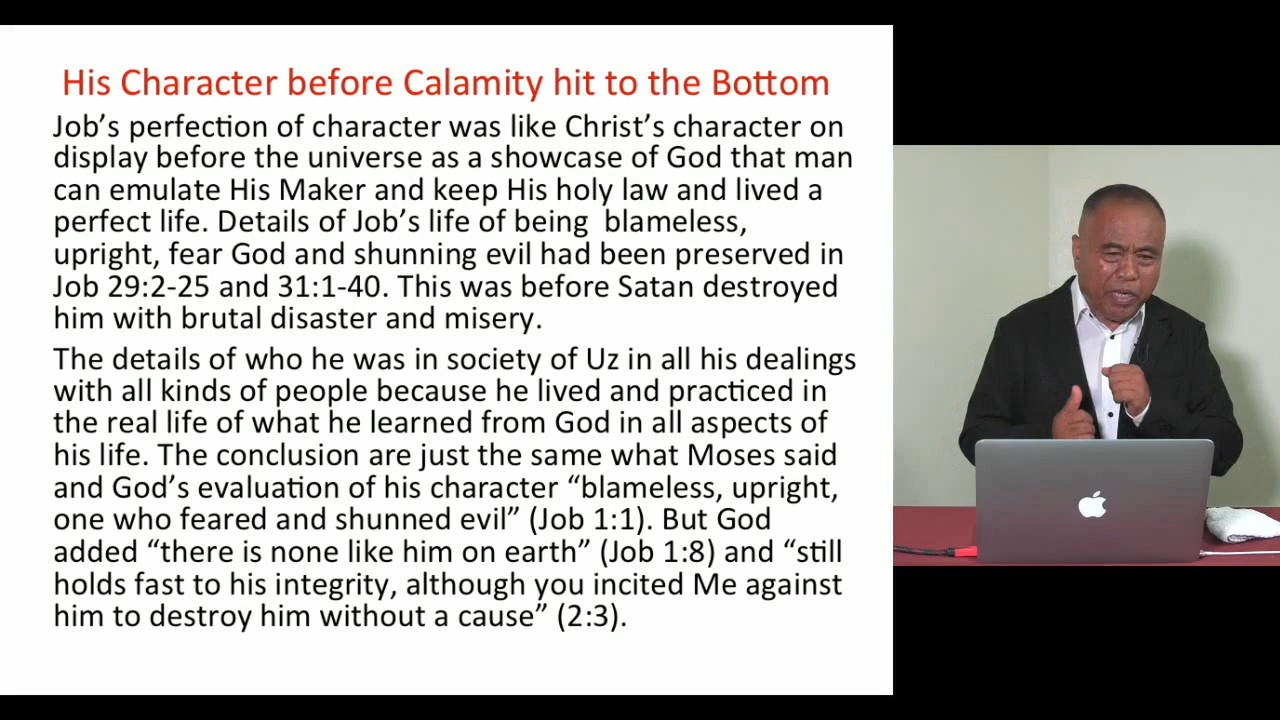 His Character before Calamity hit to the Bottom
Job’s perfection of character was like Christ’s character on
display before the universe as a showcase of God that man
can emulate His Maker and keep His holy law and lived a
perfect life. Details of Job’s life of being  blameless,
upright, fear God and shunning evil had been preserved in
Job 29:2-25 and 31:1-40. This was before Satan destroyed
him with brutal disaster and misery.
The details of who he was in society of Uz in all his dealings
with all kinds of people because he lived and practiced in
the real life of what he learned from God in all aspects of
his life. The conclusion are just the same what Moses said
and God’s evaluation of his character “blameless, upright,
one who feared and shunned evil” (Job 1:1). But God
added “there is none like him on earth” (Job 1:8) and “still
holds fast to his integrity, although you incited Me against
him to destroy him without a cause” (2:3).